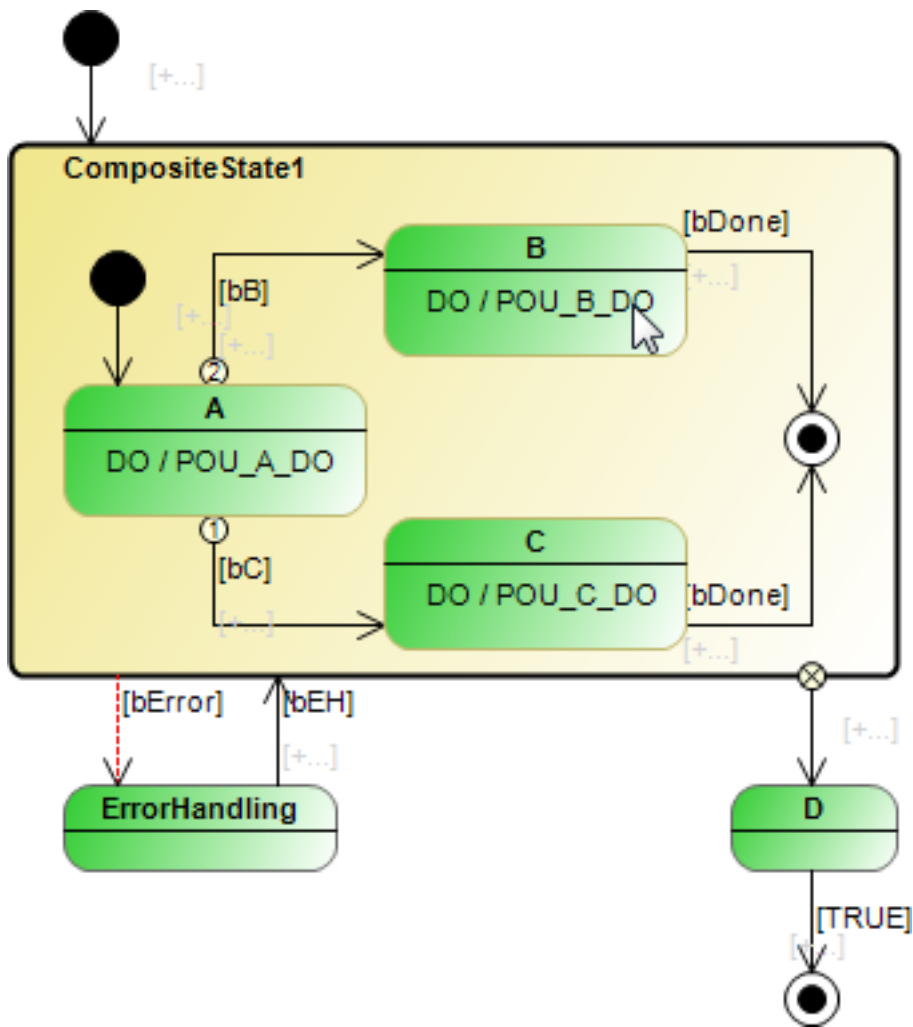 [+...]
CompositeState1
[bDone]
B
[+...]
[bB]
DO / POU_B_DO
[+...]
[+...]
2
A
DO / POU_A_DO
1
C
[bC]
DO / POU_C_DO
[bDone]
[+...]
[+...]
[bError]
[bEH]
[+...]
[+...]
ErrorHandling
D
[TRUE]
[+...]